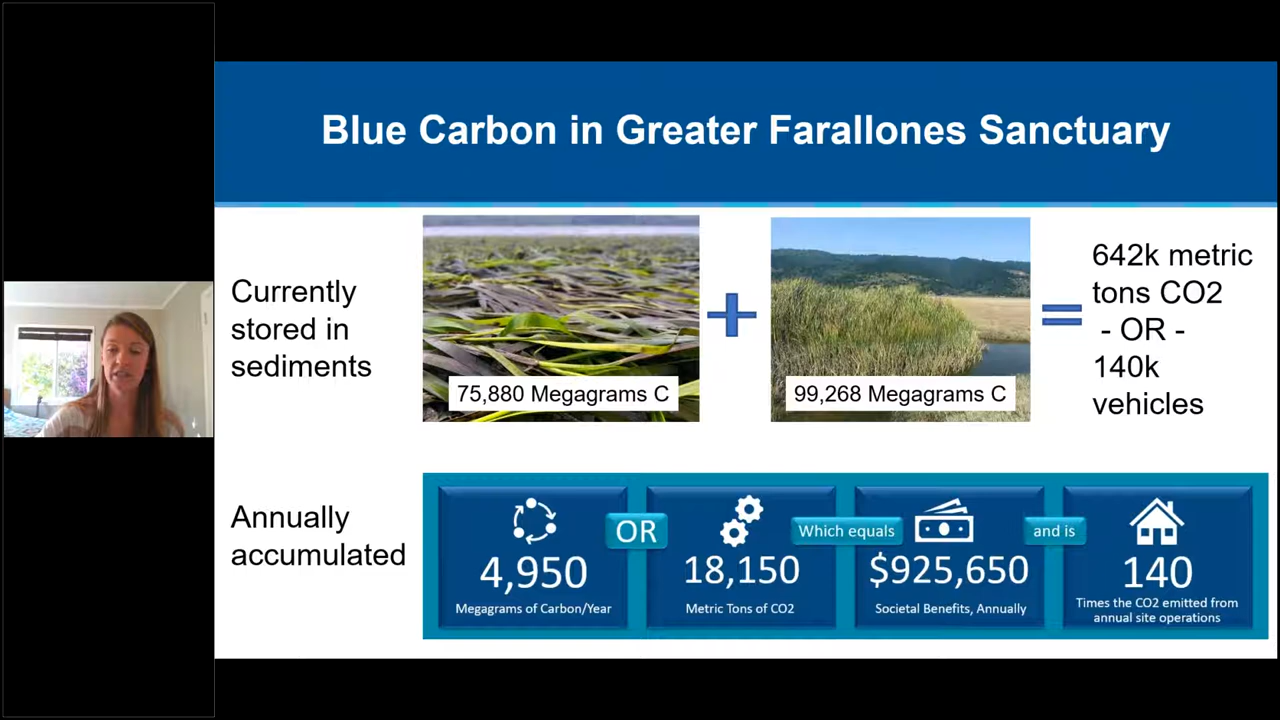 Blue Carbon in Greater Farallones Sanctuary
Currently
stored in
sediments
75,880 Megagrams C
99,268 Megagrams C
642k metric
tons CO2
- OR -
140k
vehicles
Annually
accumulated
4,950
Megagrams of Carbon/Year
OR
18,150
Metric Tons of CO2
Which equals
$925,650
Societal Benefits, Annually
and is
140
Times the CO2 emitted from
annual site operations